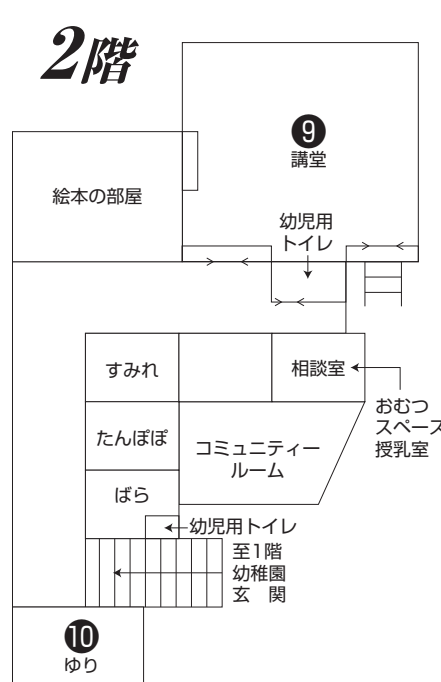 2階
❾
講堂
絵本の部屋
幼児用
トイレ
すみれ
相談室
おむつ
スペース
授乳室
たんぽぽ
コミュニティー
ルーム
ばら
幼児用トイレ
至1階
幼稚園
玄　関
❿
ゆり